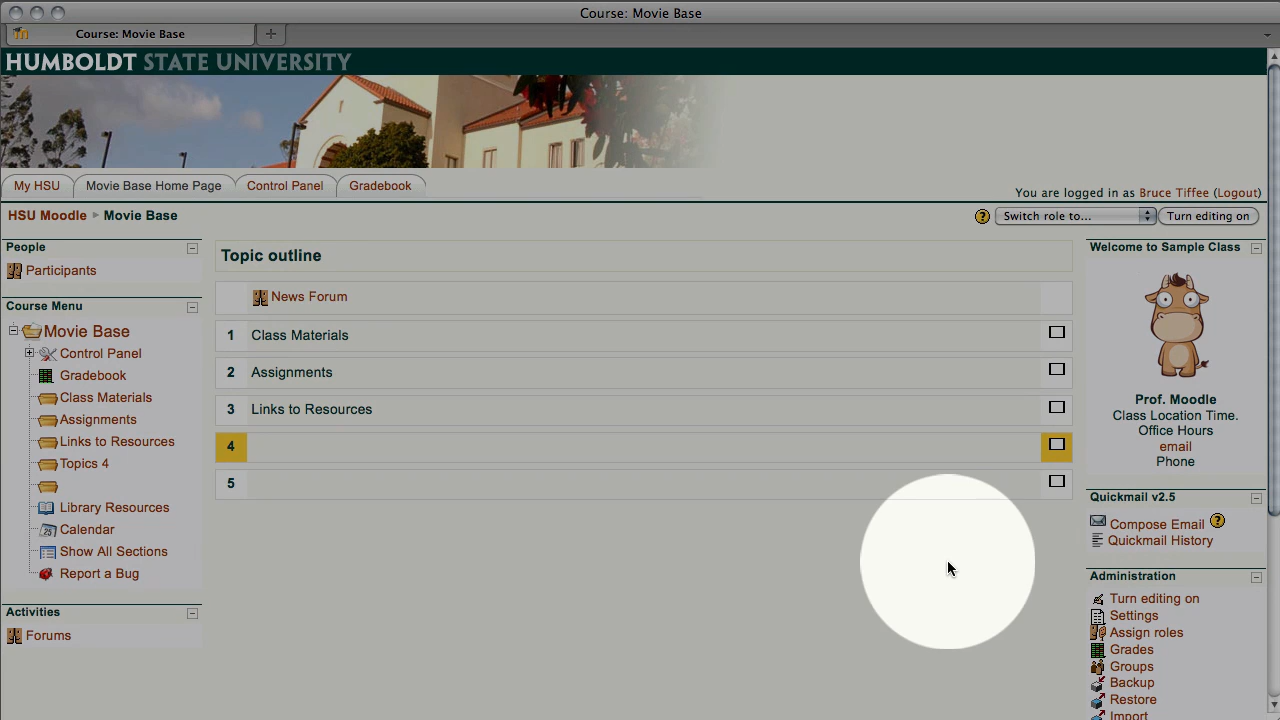 Course: Movie Base
Course: Movie Base
HUMBOLDT STATE UNIVERSITY
My HSU
Movie Base Home Page
Control Panel
Gradebook
You are logged in as Bruce Tiffee (Logout)
HSU Moodle ► Movie Base
? Switch role to... Turn editing on
People
Participants
Course Menu
Movie Base
Control Panel
Gradebook
Class Materials
Assignments
Links to Resources
Topics 4
Library Resources
Calendar
Show All Sections
Report a Bug
Activities
Forums
Topic outline
News Forum
1 Class Materials
2 Assignments
3 Links to Resources
4
5
Welcome to Sample Class
Prof. Moodle
Class Location Time.
Office Hours
email
Phone
Quickmail v2.5
Compose Email ?
Quickmail History
Administration
Turn editing on
Settings
Assign roles
Grades
Groups
Backup
Restore
Import